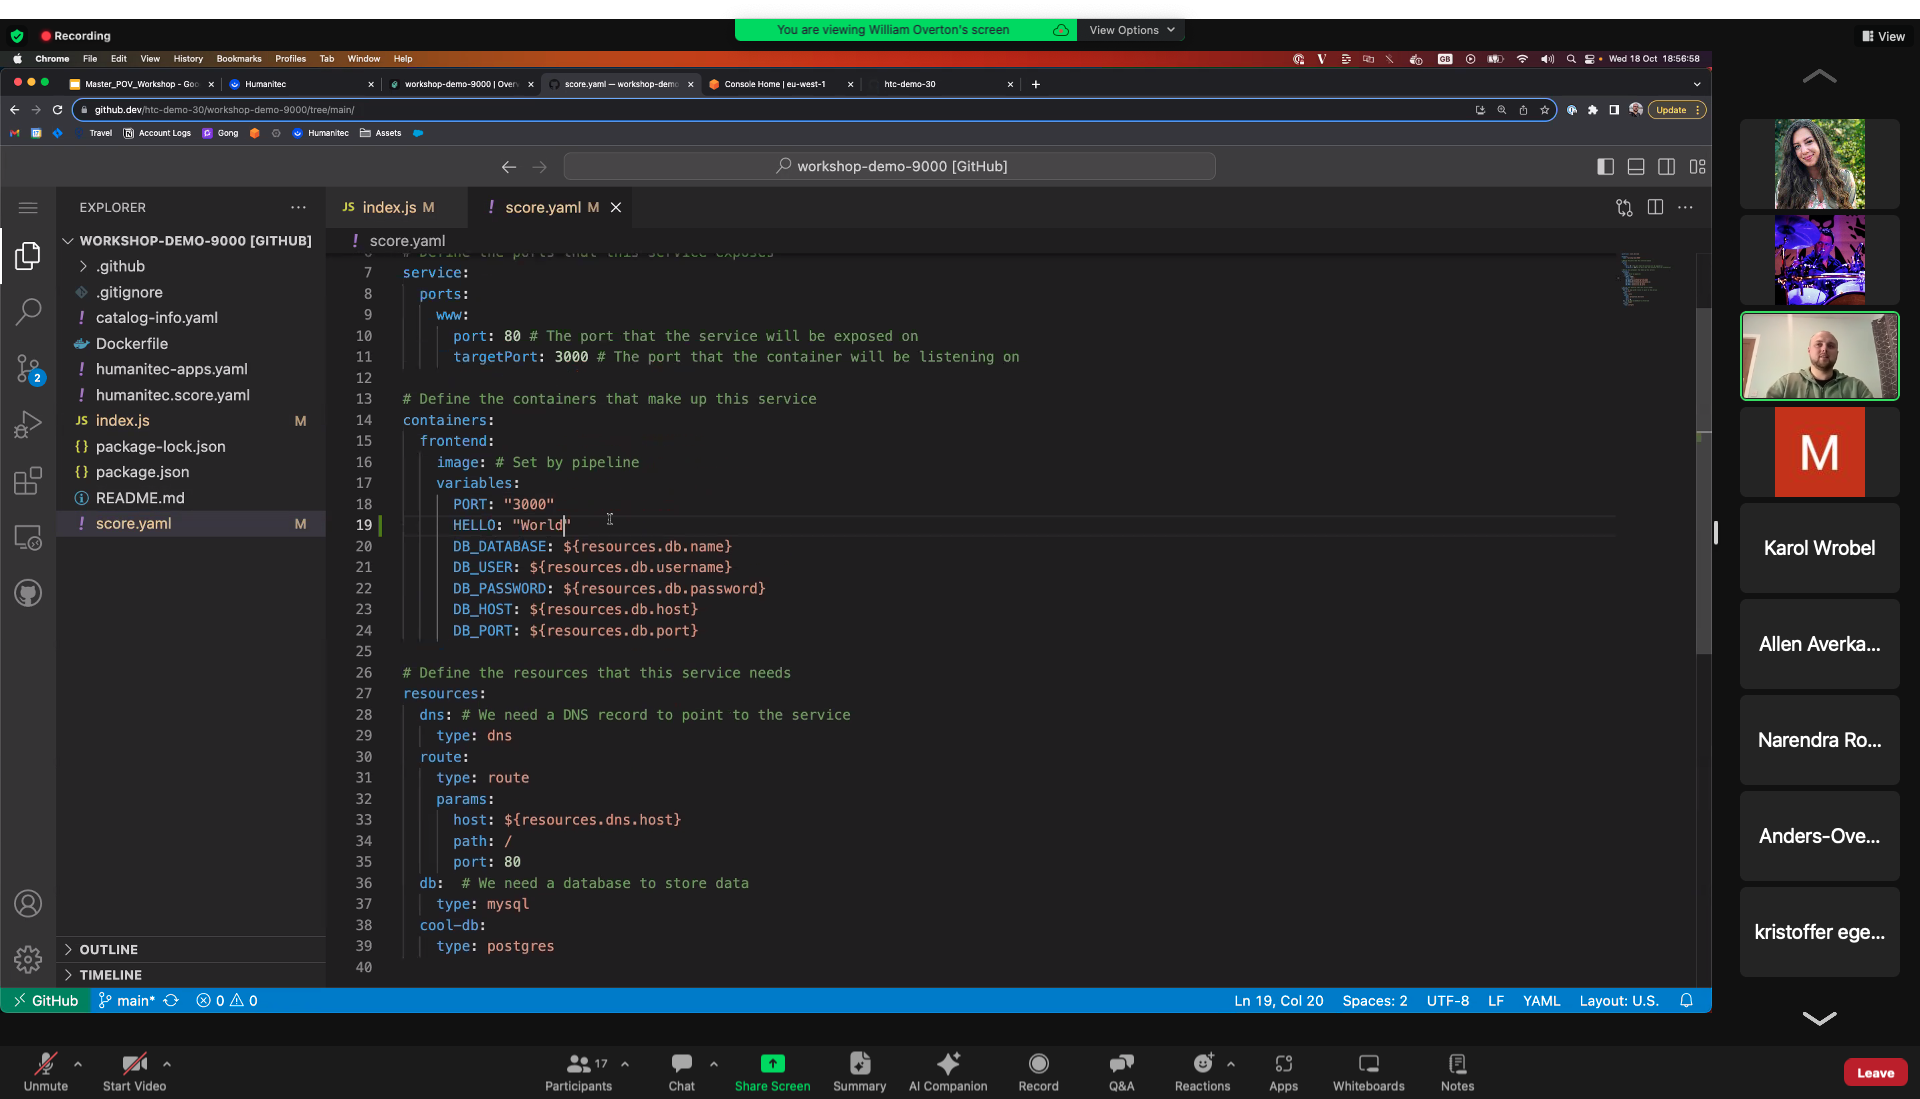 You are viewing William Overton's screen
View Options
Recording
View
Chrome File Edit View History Bookmarks Profiles Tab Window Help
GB
Wed 18 Oct 18:56:58
Master_POV_Workshop - Goo
Humanitec
workshop-demo-9000 | Overv
score.yaml — workshop-demo
Console Home | eu-west-1
htc-demo-30
github.dev/htc-demo-30/workshop-demo-9000/tree/main/
Update
Travel
Account Logs
Gong
Humanitec
Assets
workshop-demo-9000 [GitHub]
EXPLORER
JS index.js M
! score.yaml M
WORKSHOP-DEMO-9000 [GITHUB]
! score.yaml
.github
.gitignore
! catalog-info.yaml
Dockerfile
! humanitec-apps.yaml
! humanitec.score.yaml
JS index.js M
{} package-lock.json
{} package.json
README.md
! score.yaml M
2
OUTLINE
TIMELINE
6 # Define the ports that this service exposes
7 service:
8 ports:
9 www:
10 port: 80 # The port that the service will be exposed on
11 targetPort: 3000 # The port that the container will be listening on
12
13 # Define the containers that make up this service
14 containers:
15 frontend:
16 image: # Set by pipeline
17 variables:
18 PORT: "3000"
19 HELLO: "World"
20 DB_DATABASE: ${resources.db.name}
21 DB_USER: ${resources.db.username}
22 DB_PASSWORD: ${resources.db.password}
23 DB_HOST: ${resources.db.host}
24 DB_PORT: ${resources.db.port}
25
26 # Define the resources that this service needs
27 resources:
28 dns: # We need a DNS record to point to the service
29 type: dns
30 route:
31 type: route
32 params:
33 host: ${resources.dns.host}
34 path: /
35 port: 80
36 db: # We need a database to store data
37 type: mysql
38 cool-db:
39 type: postgres
40
GitHub
main*
0 0
Ln 19, Col 20
Spaces: 2
UTF-8
LF
YAML
Layout: U.S.
M
Karol Wrobel
Allen Averka...
Narendra Ro...
Anders-Ove...
kristoffer ege...
Unmute
Start Video
17
Participants
Chat
Share Screen
Summary
AI Companion
Record
Q&A
Reactions
Apps
Whiteboards
Notes
Leave